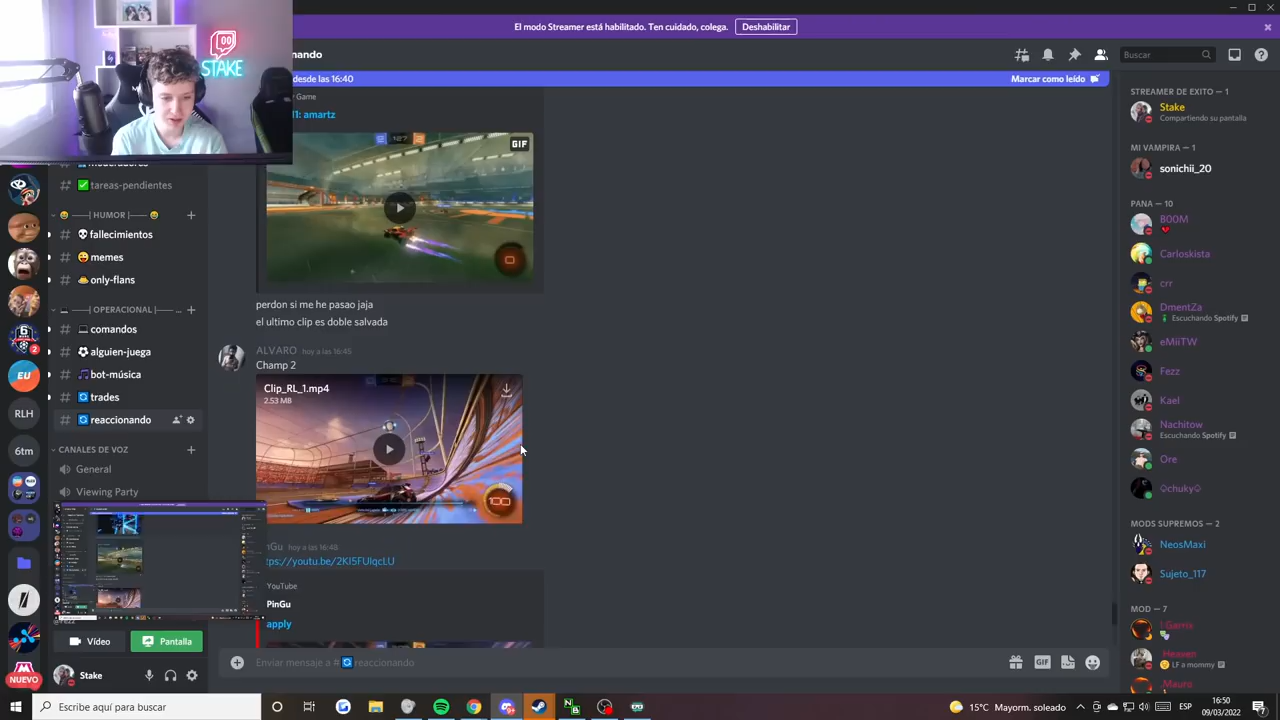 El modo Streamer está habilitado. Ten cuidado, colega.
Deshabilitar
STAKE
nando
Buscar
desde las 16:40
Marcar como leído
Game
amartz
GIF
127
perdon si me he pasao jaja
el ultimo clip es doble salvada
ALVARO hoy a las 16:45
Champ 2
Clip_RL_1.mp4
2.53 MB
100
hoy a las 16:48
YouTube
PinGu
apply
Enviar mensaje a # reaccionando
GIF
moderadores
tareas-pendientes
HUMOR
fallecimientos
memes
only-flans
OPERACIONAL
comandos
alguien-juega
bot-música
trades
reaccionando
CANALES DE VOZ
General
Viewing Party
2
EU
RLH
6tm
NUEVO
Vídeo
Pantalla
Stake
STREAMER DE EXITO — 1
Stake
Compartiendo su pantalla
MI VAMPIRA — 1
sonichii_20
PANA — 10
Carloskista
crr
DmentZa
Escuchando Spotify
eMiiTW
Fezz
Kael
Nachitow
Escuchando Spotify
Ore
chuky
MODS SUPREMOS — 2
NeosMaxi
Sujeto_117
MOD — 7
Heaven
LF a mommy
Mauro
Escribe aquí para buscar
15°C Mayorm. soleado
ESP
16:50
09/03/2022